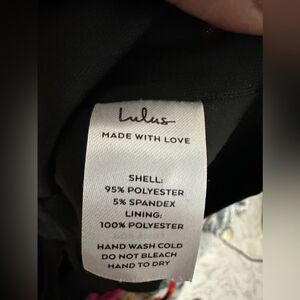 Lulus
MADE WITH LOVE
SHELL:
95% POLYESTER
5% SPANDEX
LINING:
100% POLYESTER
HAND WASH COLD
DO NOT BLEACH
HAND TO DRY